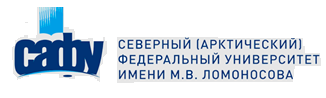 сафу
СЕВЕРНЫЙ (АРКТИЧЕСКИЙ)
ФЕДЕРАЛЬНЫЙ УНИВЕРСИТЕТ
ИМЕНИ М.В. ЛОМОНОСОВА